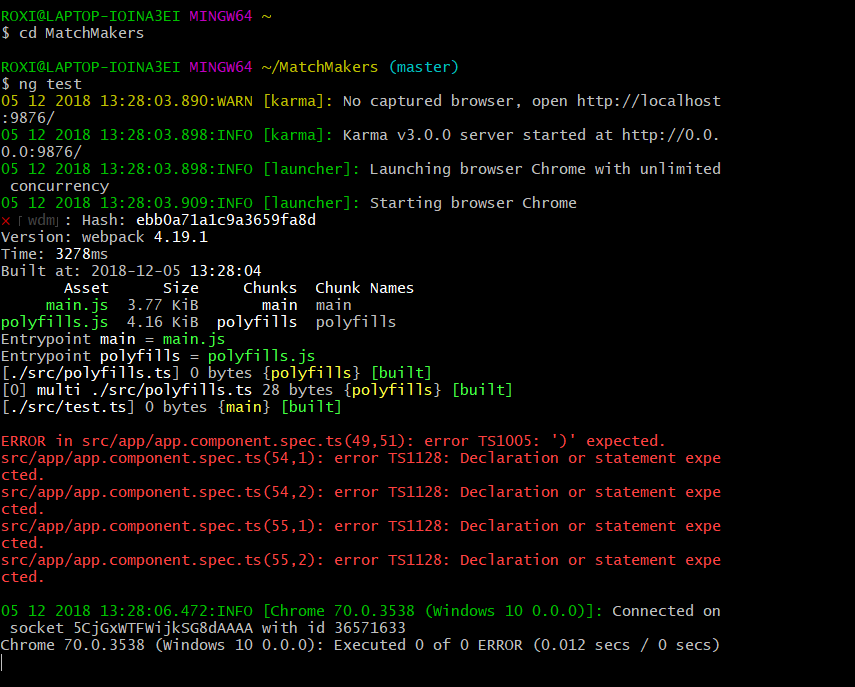 ROXI@LAPTOP-IOINA3EI MINGW64 ~
$ cd MatchMakers
ROXI@LAPTOP-IOINA3EI MINGW64 ~/MatchMakers (master)
$ ng test
05 12 2018 13:28:03.890:WARN [karma]: No captured browser, open http://localhost
:9876/
05 12 2018 13:28:03.898:INFO [karma]: Karma v3.0.0 server started at http://0.0.
0.0:9876/
05 12 2018 13:28:03.898:INFO [launcher]: Launching browser Chrome with unlimited
concurrency
05 12 2018 13:28:03.909:INFO [launcher]: Starting browser Chrome
× ｢wdm｣: Hash: ebb0a71a1c9a3659fa8d
Version: webpack 4.19.1
Time: 3278ms
Built at: 2018-12-05 13:28:04
Asset Size Chunks Chunk Names
main.js 3.77 KiB main main
polyfills.js 4.16 KiB polyfills polyfills
Entrypoint main = main.js
Entrypoint polyfills = polyfills.js
[./src/polyfills.ts] 0 bytes {polyfills} [built]
[0] multi ./src/polyfills.ts 28 bytes {polyfills} [built]
[./src/test.ts] 0 bytes {main} [built]
ERROR in src/app/app.component.spec.ts(49,51): error TS1005: ')' expected.
src/app/app.component.spec.ts(54,1): error TS1128: Declaration or statement expe
cted.
src/app/app.component.spec.ts(54,2): error TS1128: Declaration or statement expe
cted.
src/app/app.component.spec.ts(55,1): error TS1128: Declaration or statement expe
cted.
src/app/app.component.spec.ts(55,2): error TS1128: Declaration or statement expe
cted.
05 12 2018 13:28:06.472:INFO [Chrome 70.0.3538 (Windows 10 0.0.0)]: Connected on
socket 5CjGxWTFWijkSG8dAAAA with id 36571633
Chrome 70.0.3538 (Windows 10 0.0.0): Executed 0 of 0 ERROR (0.012 secs / 0 secs)